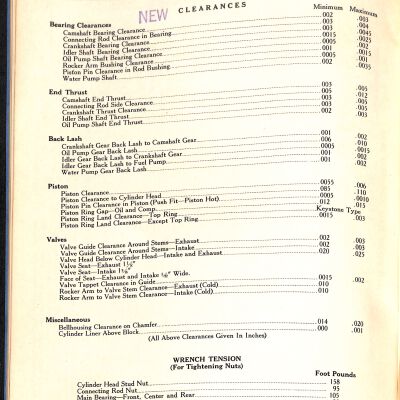 NEW
CLEARANCES
Minimum Maximum
Bearing Clearances
Camshaft Bearing Clearance 002 .003
Connecting Rod Clearance in Bearing 003 .003
Crankshaft Bearing Clearance 0015 .004
Idler Shaft Bearing Clearance 0025 .0045
Oil Pump Shaft Bearing Clearance 001 .002
Rocker Arm Bushing Clearance 0015 .0015
Piston Pin Clearance in Rod Bushing 0005 .001
Water Pump Shaft 002 .0035
End Thrust
Camshaft End Thrust .005
Connecting Rod Side Clearance 005 .012
Crankshaft Thrust Clearance 003 .005
Idler Shaft End Thrust 003 .005
Oil Pump Shaft End Thrust 002 .003
Back Lash
Crankshaft Gear Back Lash to Camshaft Gear 001 .002
Oil Pump Gear Back Lash 006 .010
Idler Gear Back Lash to Crankshaft Gear 0005 .0015
Idler Gear Back Lash to Fuel Pump 001 .002
Water Pump Gear Back Lash 001 .002
Piston
Piston Clearance 0055 .006
Piston Clearance to Cylinder Head 085 .110
Piston Pin Clearance in Piston (Push Fit—Piston Hot) 0005 .0010
Piston Ring Gap—Oil and Comp. 012 .015
Piston Ring Land Clearance—Top Ring Keystone Type
Piston Ring Land Clearance—Except Top Ring 0015 .003
Valves
Valve Guide Clearance Around Stems—Exhaust 002 .003
Valve Guide Clearance Around Stems—Intake 002 .003
Valve Head Below Cylinder Head—Intake and Exhaust 020 .025
Valve Seat—Exhaust 1½"
Valve Seat—Intake 1¾"
Face of Seat—Exhaust and Intake ⅛" Wide.
Valve Tappet Clearance in Guide 0015 .002
Rocker Arm to Valve Stem Clearance—Exhaust (Cold) 010
Rocker Arm to Valve Stem Clearance—Intake (Cold) 010
Miscellaneous
Bellhousing Clearance on Chamfer 014 .020
Cylinder Liner Above Block 000 .001
(All Above Clearances Given In Inches)
WRENCH TENSION
(For Tightening Nuts)
Foot Pounds
Cylinder Head Stud Nut 158
Connecting Rod Nut 95
Main Bearing—Front, Center and Rear 105